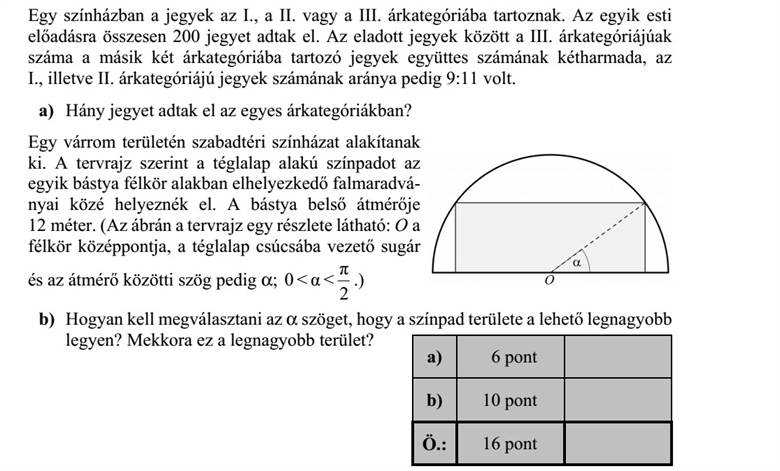 Egy színházban a jegyek az I., a II. vagy a III. árkategóriába tartoznak. Az egyik esti
előadásra összesen 200 jegyet adtak el. Az eladott jegyek között a III. árkategóriájúak
száma a másik két árkategóriába tartozó jegyek együttes számának kétharmada, az
I., illetve II. árkategóriájú jegyek számának aránya pedig 9:11 volt.
a) Hány jegyet adtak el az egyes árkategóriákban?
Egy várrom területén szabadtéri színházat alakítanak
ki. A tervrajz szerint a téglalap alakú színpadot az
egyik bástya félkör alakban elhelyezkedő falmaradvá-
nyai közé helyeznék el. A bástya belső átmérője
12 méter. (Az ábrán a tervrajz egy részlete látható: O a
félkör középpontja, a téglalap csúcsába vezető sugár
és az átmérő közötti szög pedig α; 0 < α < π/2.)
α
O
b) Hogyan kell megválasztani az α szöget, hogy a színpad területe a lehető legnagyobb
legyen? Mekkora ez a legnagyobb terület?
a) 6 pont
b) 10 pont
Ö.: 16 pont